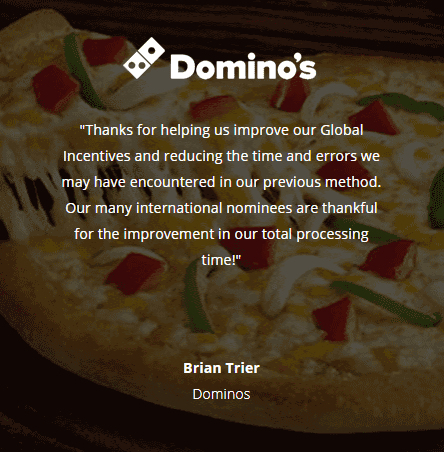 Domino's
"Thanks for helping us improve our Global
Incentives and reducing the time and errors we
may have encountered in our previous method.
Our many international nominees are thankful
for the improvement in our total processing
time!"
Brian Trier
Dominos